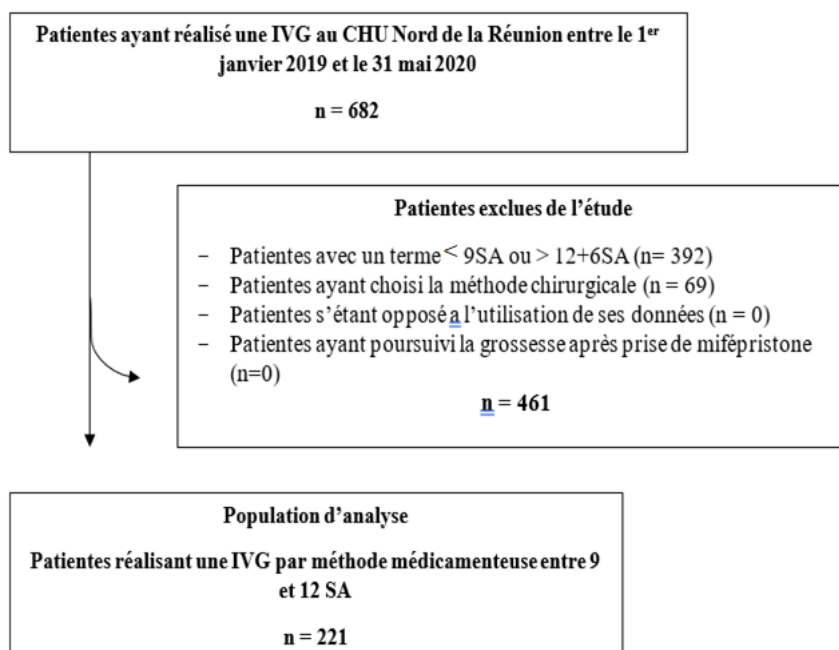 Patientes ayant réalisé une IVG au CHU Nord de la Réunion entre le 1er
janvier 2019 et le 31 mai 2020
n = 682
Patientes exclues de l’étude
- Patientes avec un terme < 9SA ou > 12+6SA (n= 392)
- Patientes ayant choisi la méthode chirurgicale (n = 69)
- Patientes s’étant opposé a l’utilisation de ses données (n = 0)
- Patientes ayant poursuivi la grossesse après prise de mifépristone
(n=0)
n = 461
Population d’analyse
Patientes réalisant une IVG par méthode médicamenteuse entre 9
et 12 SA
n = 221